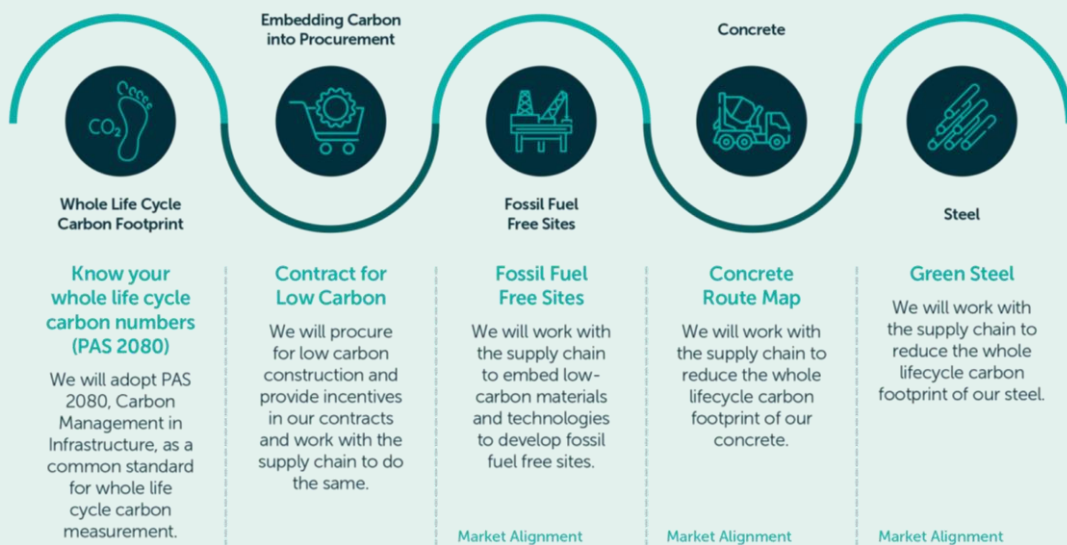 Embedding Carbon
into Procurement
Concrete
CO₂
Whole Life Cycle
Carbon Footprint
Fossil Fuel
Free Sites
Steel
Know your
whole life cycle
carbon numbers
(PAS 2080)
We will adopt PAS
2080, Carbon
Management in
Infrastructure, as a
common standard
for whole life
cycle carbon
measurement.
Contract for
Low Carbon
We will procure
for low carbon
construction and
provide incentives
in our contracts
and work with the
supply chain to do
the same.
Fossil Fuel
Free Sites
We will work with
the supply chain
to embed low-
carbon materials
and technologies
to develop fossil
fuel free sites.
Market Alignment
Concrete
Route Map
We will work with
the supply chain to
reduce the whole
lifecycle carbon
footprint of our
concrete.
Market Alignment
Green Steel
We will work with
the supply chain to
reduce the whole
lifecycle carbon
footprint of our steel.
Market Alignment